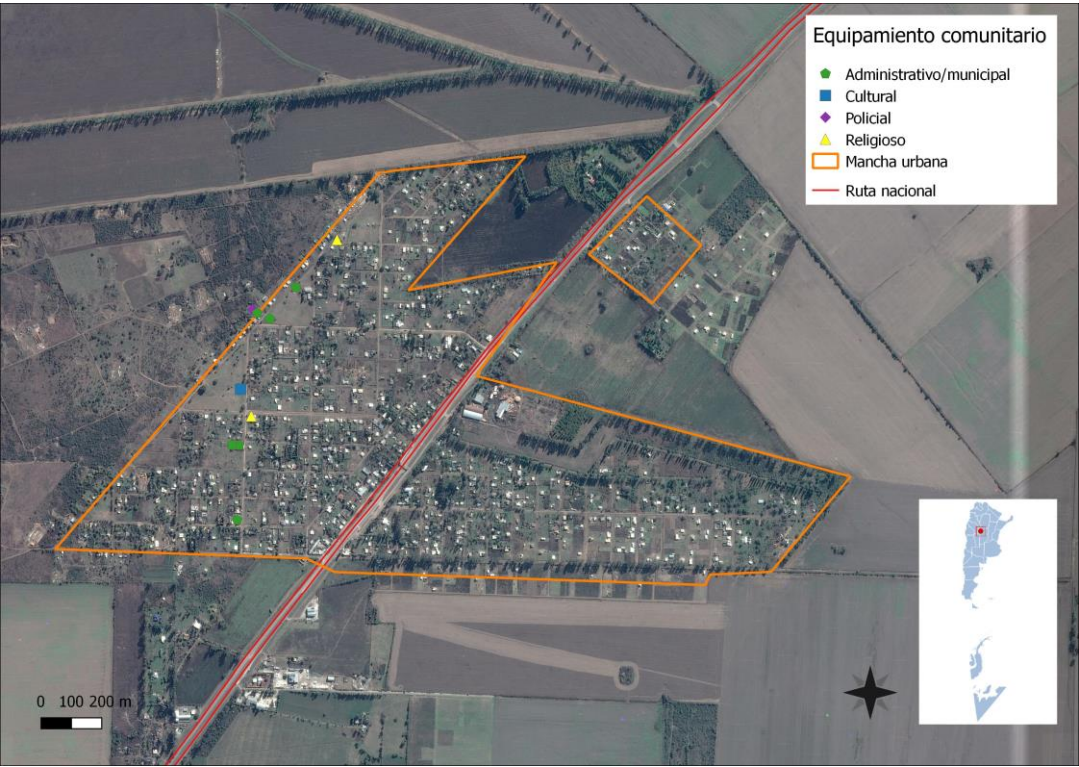 Equipamiento comunitario
Administrativo/municipal
Cultural
Policial
Religioso
Mancha urbana
Ruta nacional
0 100 200 m